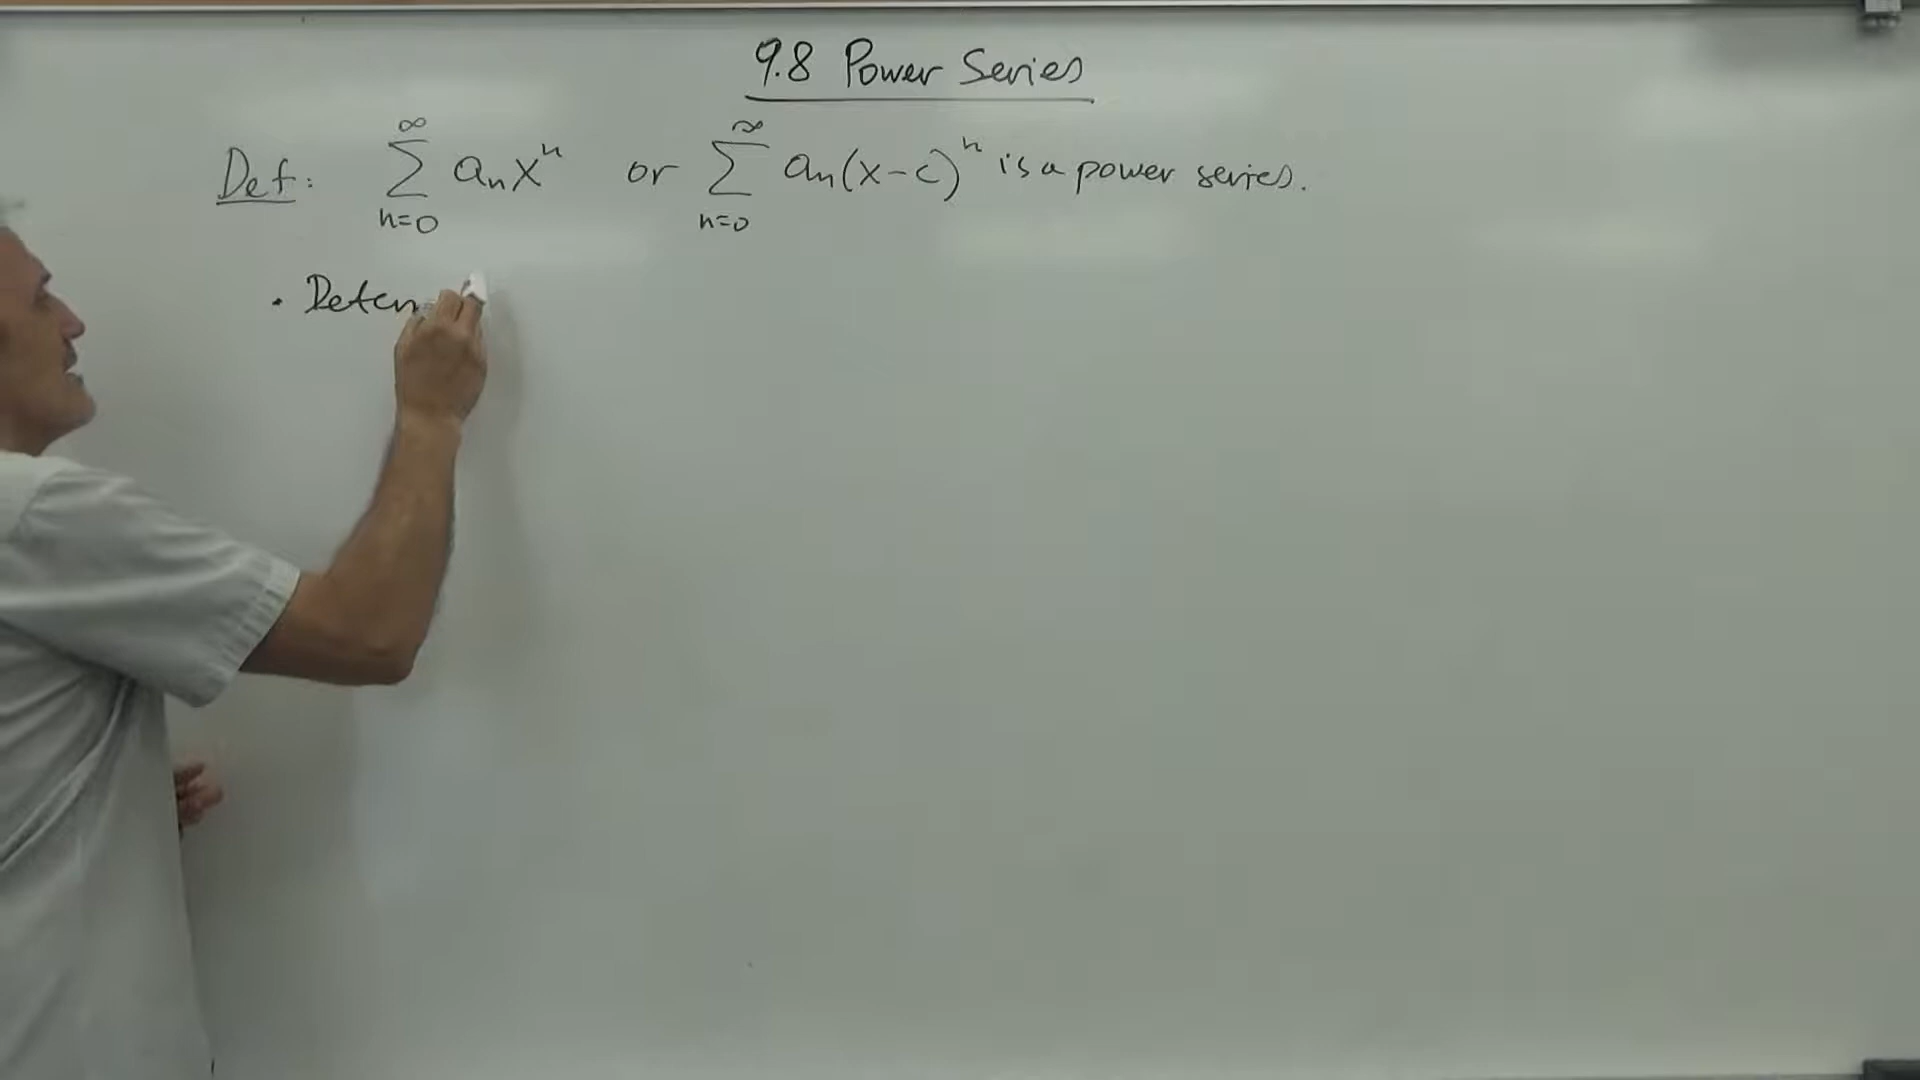 9.8 Power Series
Def: ∞∑n=0 aₙxⁿ or ∞∑n=0 aₙ(x-c)ⁿ is a power series.
· Deter